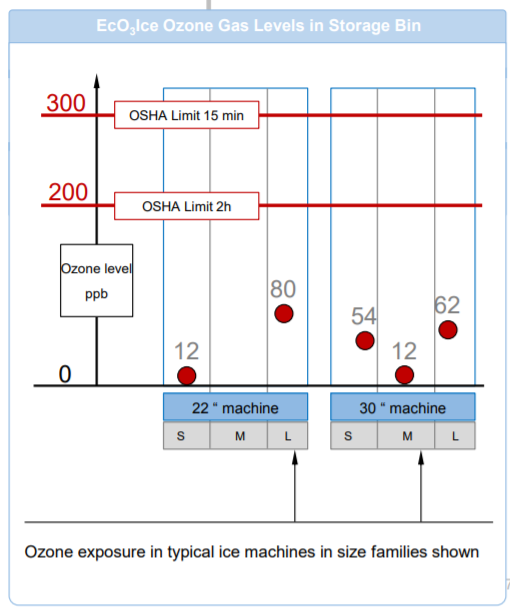 EcO₃Ice Ozone Gas Levels in Storage Bin
300
OSHA Limit 15 min
200
OSHA Limit 2h
Ozone level
ppb
80
54
62
12
12
0
22 “ machine
30 “ machine
S M L
S M L
Ozone exposure in typical ice machines in size families shown